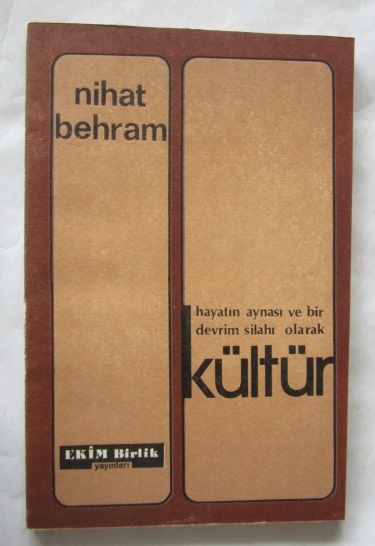 nihat
behram
hayatın aynası ve bir
devrim silahı olarak
kültür
EKİM Birlik
yayınları